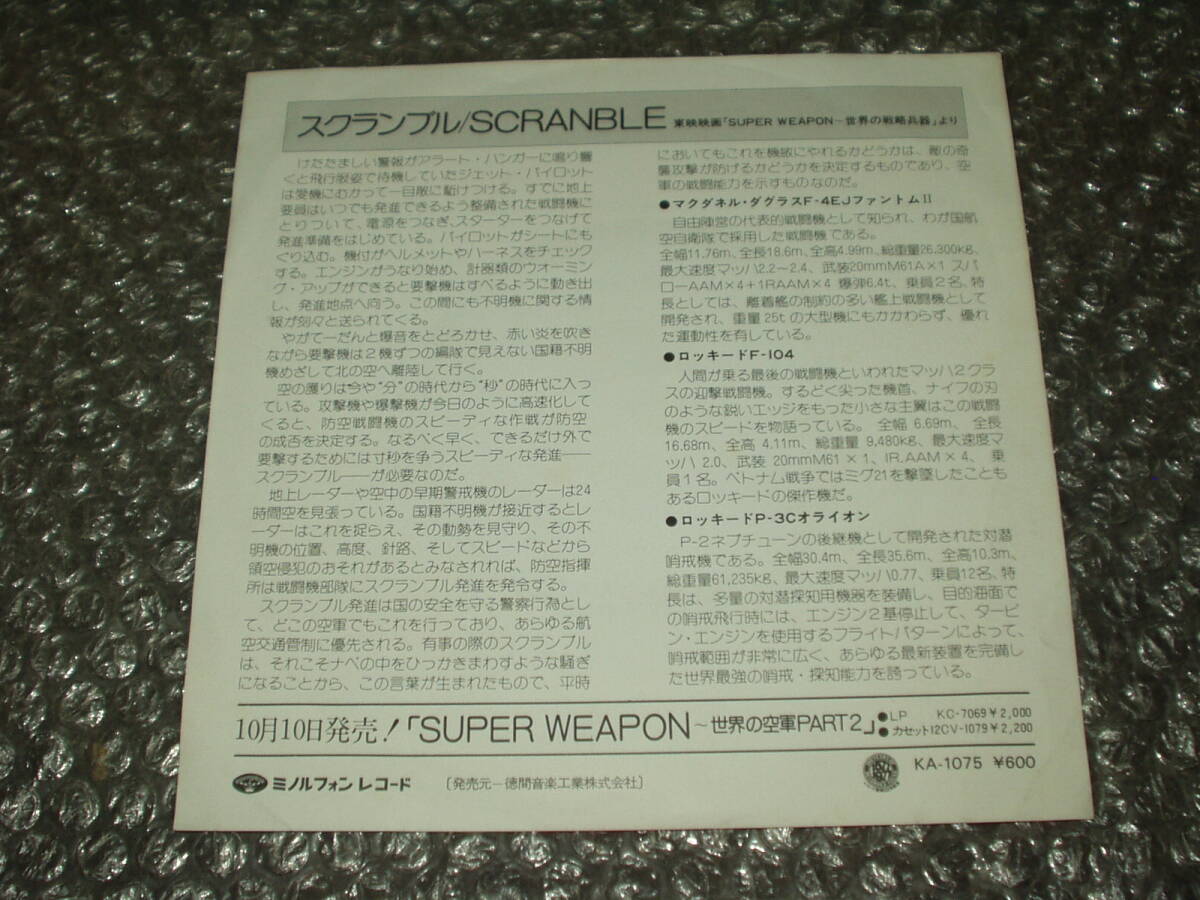 スクランブル/SCRANBLE 東映映画「SUPER WEAPON－世界の戦略兵器」より
けたたましい警報がアラート・ハンガーに鳴り響
くと飛行服姿で待機していたジェット・パイロット
は愛機にむかって一目散に駈けつける。すでに地上
要員はいつでも発進できるよう整備された戦闘機に
とりついて、電源をつなぎ、スターターをつなげて
発進準備をはじめている。パイロットがシートにも
ぐり込む。機付がヘルメットやハーネスをチェック
する。エンジンがうなり始め、計器類のウォーミン
グ・アップができると要撃機はすべるように動き出
し、発進地点へ向う。この間にも不明機に関する情
報が刻々と送られてくる。
やがてーだんと爆音をとどろかせ、赤い炎を吹き
ながら要撃機は2機ずつの編隊で見えない国籍不明
機めざして北の空へ離陸して行く。
空の護りは今や“分”の時代から“秒”の時代に入っ
ている。攻撃機や爆撃機が今日のように高速化して
くると、防空戦闘機のスピーディな作戦が防空
の成否を決定する。なるべく早く、できるだけ外で
要撃するためには寸秒を争うスピーディな発進──
スクランブル──が必要なのだ。
地上レーダーや空中の早期警戒機のレーダーは24
時間空を見張っている。国籍不明機が接近するとレ
ーダーはこれを捉らえ、その動勢を見守り、その不
明機の位置、高度、針路、そしてスピードなどから
領空侵犯のおそれがあるとみなされれば、防空指揮
所は戦闘機部隊にスクランブル発進を発令する。
スクランブル発進は国の安全を守る警察行為とし
て、どこの空軍でもこれを行っており、あらゆる航
空交通管制に優先される。有事の際のスクランブル
は、それこそナベの中をひっかきまわすような騒ぎ
になることから、この言葉が生まれたもので、平時
においてもこれを機敏にやれるかどうかは、敵の奇
襲攻撃が防げるかどうかを決定するものであり、空
軍の戦闘能力を示すものなのだ。
●マクダネル・ダグラスF-4EJファントムII
自由陣営の代表的戦闘機として知られ、わが国航
空自衛隊で採用した戦闘機である。
全幅11.76m、全長18.6m、全高4.99m、総重量26,300kg、
最大速度マッハ2.2～2.4、武装20mmM61A×1 スパ
ローAAM×4＋1RAAM×4 爆弾6.4t、乗員2名、特
長としては、離着艦の制約の多い艦上戦闘機として
開発され、重量25tの大型機にもかかわらず、優れ
た運動性を有している。
●ロッキードF-104
人間が乗る最後の戦闘機といわれたマッハ2クラ
スの迎撃戦闘機。するどく尖った機首、ナイフの刃
のような鋭いエッジをもった小さな主翼はこの戦闘
機のスピードを物語っている。 全幅 6.69m、 全長
16.68m、全高 4.11m、総重量 9,480kg、最大速度マ
ッハ 2.0、武装 20mmM61×1、IR.AAM×4、 乗
員1名。ベトナム戦争ではミグ21を撃墜したことも
あるロッキードの傑作機だ。
●ロッキードP-3Cオライオン
P-2ネプチューンの後継機として開発された対潜
哨戒機である。全幅30.4m、全長35.6m、全高10.3m、
総重量61,235kg、最大速度マッハ0.77、乗員12名、特
長は、多量の対潜探知用機器を装備し、目的海面で
の哨戒飛行時には、エンジン2基停止して、タービ
ン・エンジンを使用するフライトパターンによって、
哨戒範囲が非常に広く、あらゆる最新装置を完備し
た世界最強の哨戒・探知能力を誇っている。
10月10日発売！「SUPER WEAPON～世界の空軍PART2」●LP KC-7069￥2,000
●カセット12CV-1079￥2,200
ミノルフォンレコード 〔発売元－徳間音楽工業株式会社〕 KA-1075 ￥600